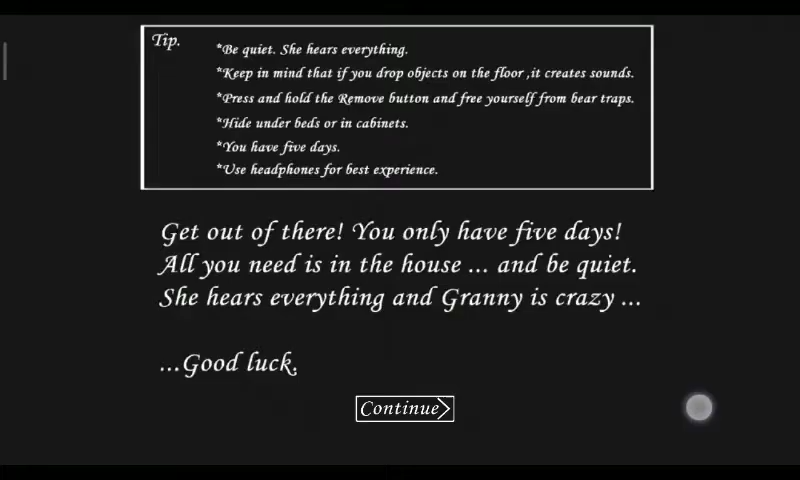 Tip.
*Be quiet. She hears everything.
*Keep in mind that if you drop objects on the floor ,it creates sounds.
*Press and hold the Remove button and free yourself from bear traps.
*Hide under beds or in cabinets.
*You have five days.
*Use headphones for best experience.
Get out of there! You only have five days!
All you need is in the house ... and be quiet.
She hears everything and Granny is crazy ...
...Good luck.
Continue